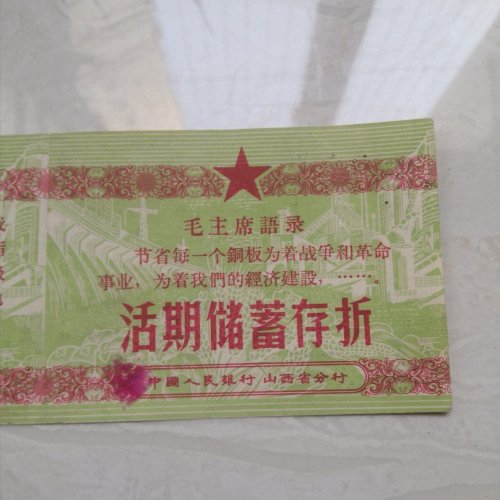 毛主席語录
节省每一个銅板为着战争和革命
事业，为着我們的經济建設，……。
活期储蓄存折
中國人民銀行山西省分行